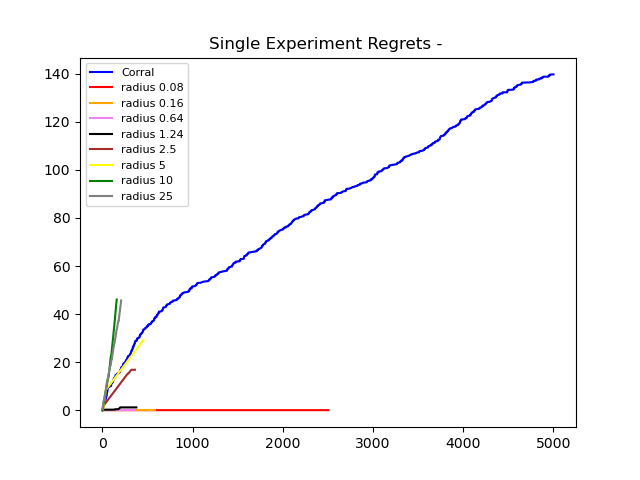 Single Experiment Regrets -
140
120
100
80
60
40
20
0
Corral
radius 0.08
radius 0.16
radius 0.64
radius 1.24
radius 2.5
radius 5
radius 10
radius 25
0 1000 2000 3000 4000 5000